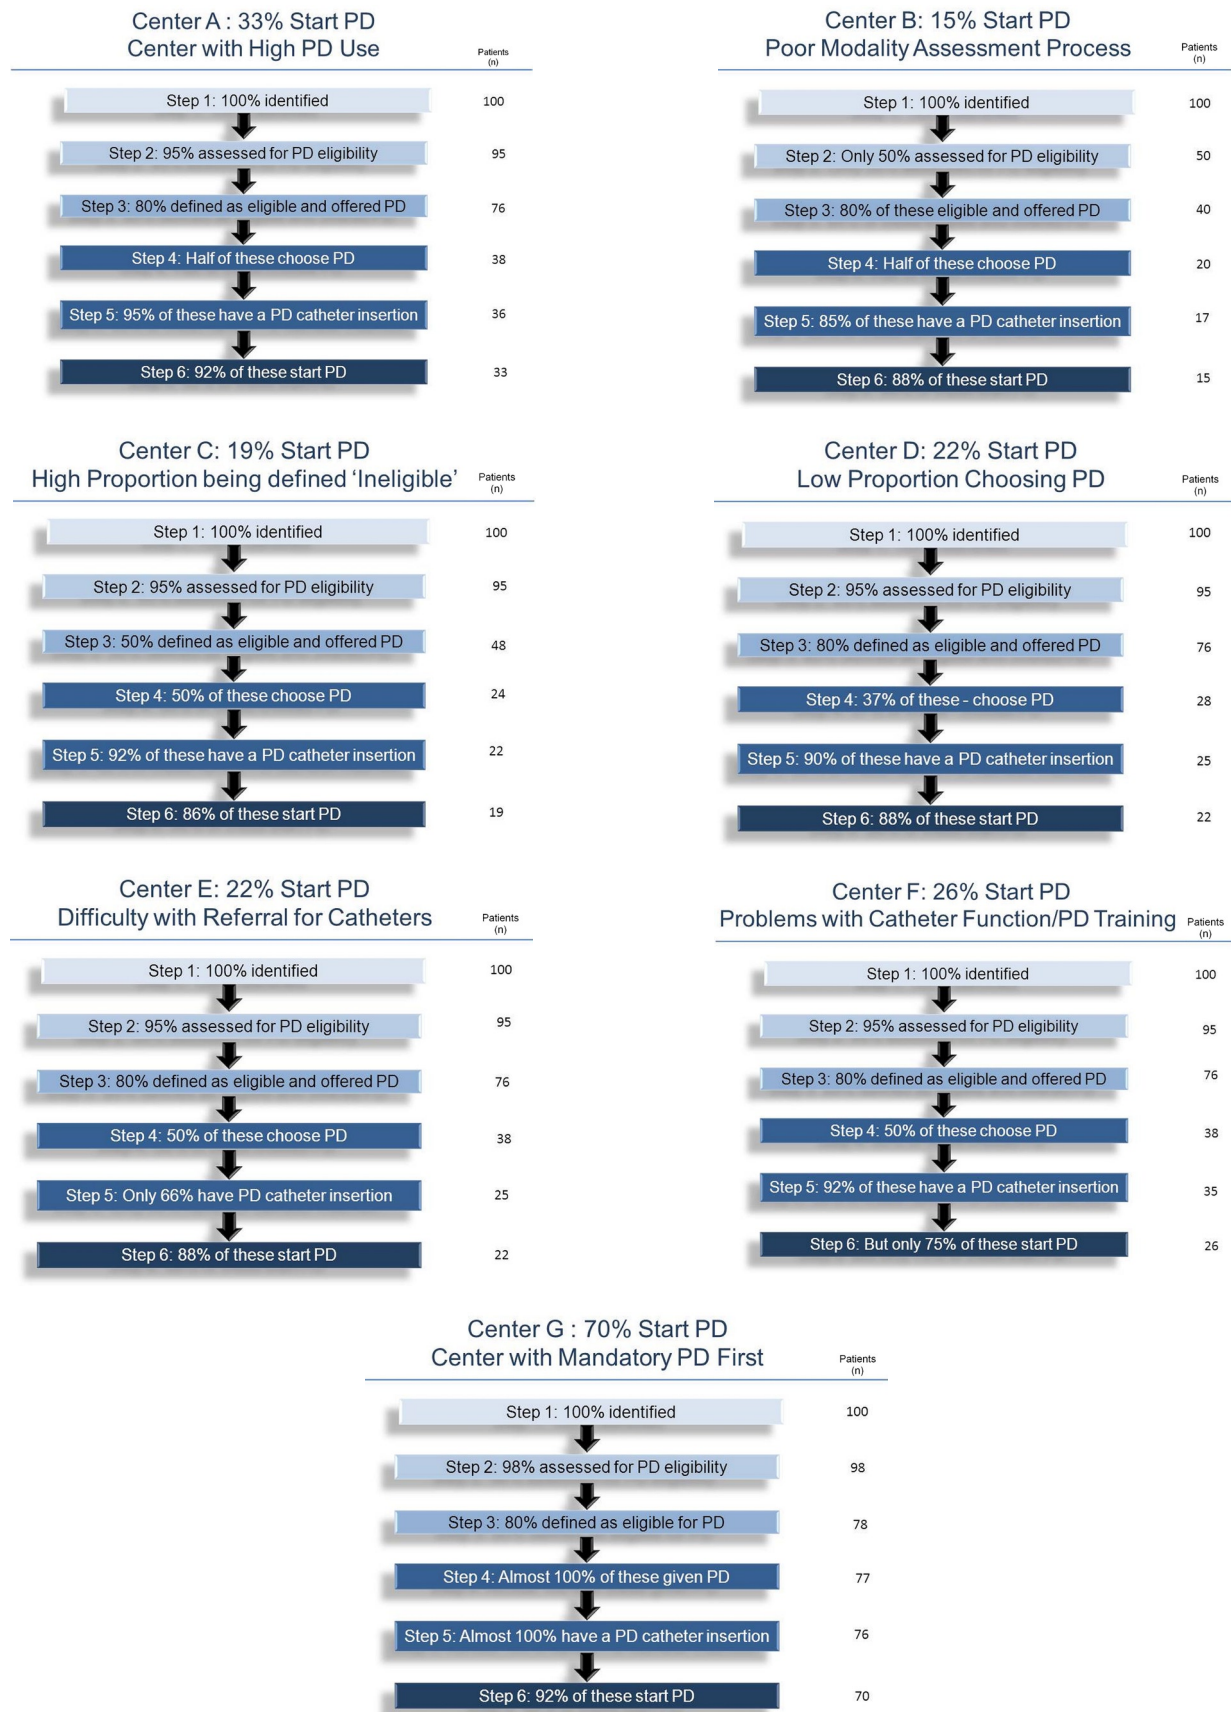 Center A : 33% Start PD
Center with High PD Use
Patients
(n)
Step 1: 100% identified
100
Step 2: 95% assessed for PD eligibility
95
Step 3: 80% defined as eligible and offered PD
76
Step 4: Half of these choose PD
38
Step 5: 95% of these have a PD catheter insertion
36
Step 6: 92% of these start PD
33
Center B: 15% Start PD
Poor Modality Assessment Process
Patients
(n)
Step 1: 100% identified
100
Step 2: Only 50% assessed for PD eligibility
50
Step 3: 80% of these eligible and offered PD
40
Step 4: Half of these choose PD
20
Step 5: 85% of these have a PD catheter insertion
17
Step 6: 88% of these start PD
15
Center C: 19% Start PD
High Proportion being defined ‘Ineligible’
Patients
(n)
Step 1: 100% identified
100
Step 2: 95% assessed for PD eligibility
95
Step 3: 50% defined as eligible and offered PD
48
Step 4: 50% of these choose PD
24
Step 5: 92% of these have a PD catheter insertion
22
Step 6: 86% of these start PD
19
Center D: 22% Start PD
Low Proportion Choosing PD
Patients
(n)
Step 1: 100% identified
100
Step 2: 95% assessed for PD eligibility
95
Step 3: 80% defined as eligible and offered PD
76
Step 4: 37% of these - choose PD
28
Step 5: 90% of these have a PD catheter insertion
25
Step 6: 88% of these start PD
22
Center E: 22% Start PD
Difficulty with Referral for Catheters
Patients
(n)
Step 1: 100% identified
100
Step 2: 95% assessed for PD eligibility
95
Step 3: 80% defined as eligible and offered PD
76
Step 4: 50% of these choose PD
38
Step 5: Only 66% have PD catheter insertion
25
Step 6: 88% of these start PD
22
Center F: 26% Start PD
Problems with Catheter Function/PD Training
Patients
(n)
Step 1: 100% identified
100
Step 2: 95% assessed for PD eligibility
95
Step 3: 80% defined as eligible and offered PD
76
Step 4: 50% of these choose PD
38
Step 5: 92% of these have a PD catheter insertion
35
Step 6: But only 75% of these start PD
26
Center G : 70% Start PD
Center with Mandatory PD First
Patients
(n)
Step 1: 100% identified
100
Step 2: 98% assessed for PD eligibility
98
Step 3: 80% defined as eligible for PD
78
Step 4: Almost 100% of these given PD
77
Step 5: Almost 100% have a PD catheter insertion
76
Step 6: 92% of these start PD
70